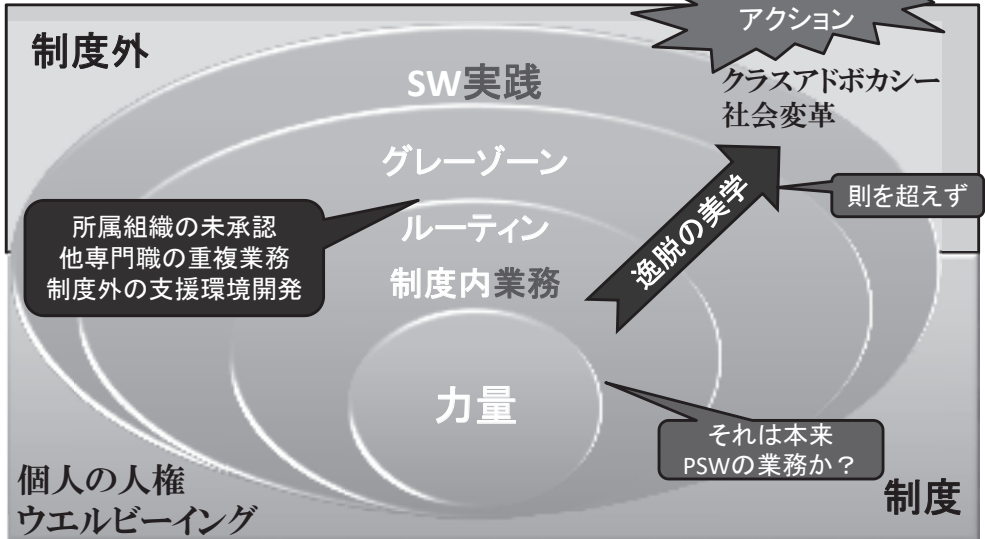 アクション
制度外
クラスアドボカシー
社会変革
SW実践
グレーゾーン
則を超えず
逸脱の美学
所属組織の未承認
他専門職の重複業務
制度外の支援環境開発
ルーティン
制度内業務
力量
それは本来
PSWの業務か？
個人の人権
ウエルビーイング
制度